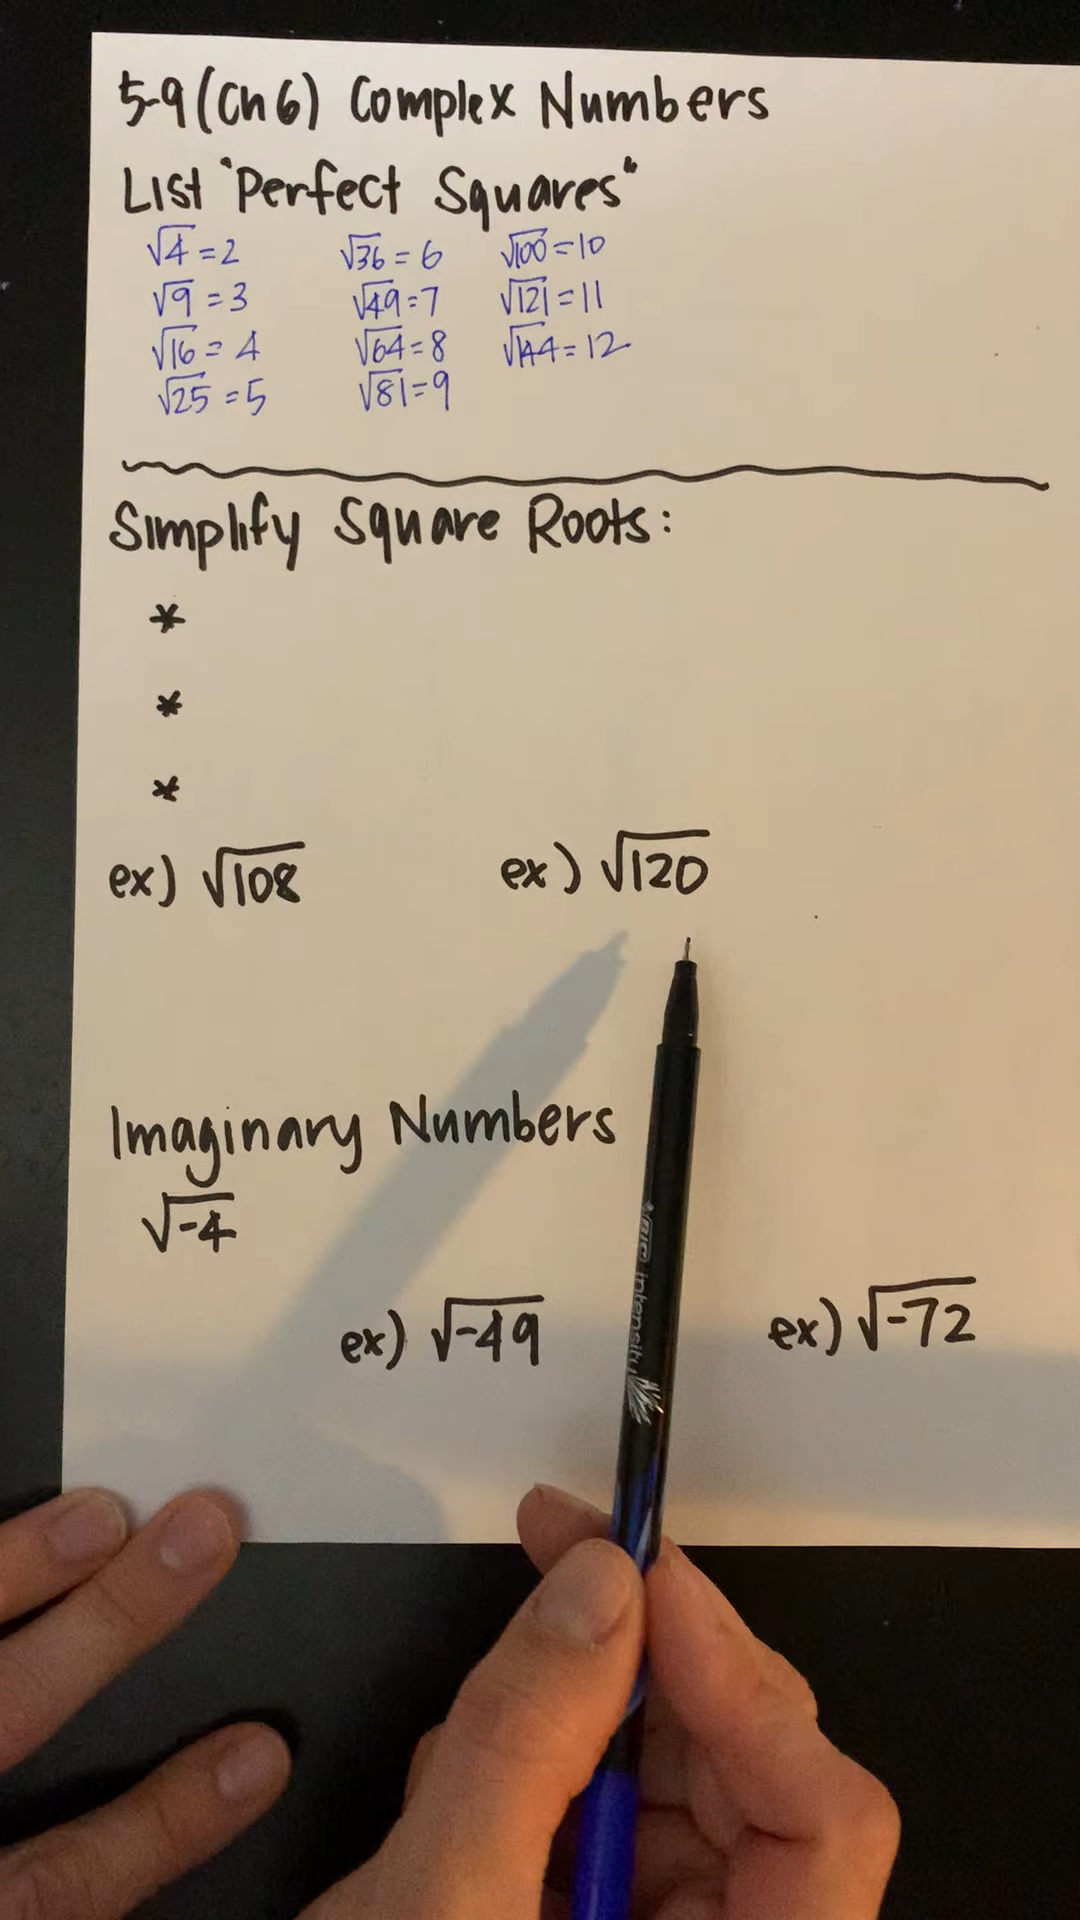 5-9 (Ch 6) Complex Numbers
List "Perfect Squares"
√4 = 2 √36 = 6 √100 = 10
√9 = 3 √49 = 7 √121 = 11
√16 = 4 √64 = 8 √144 = 12
√25 = 5 √81 = 9
Simplify Square Roots:
*
*
*
ex) √108 ex) √120
Imaginary Numbers
√-4
ex) √-49 ex) √-72
BIC intensity